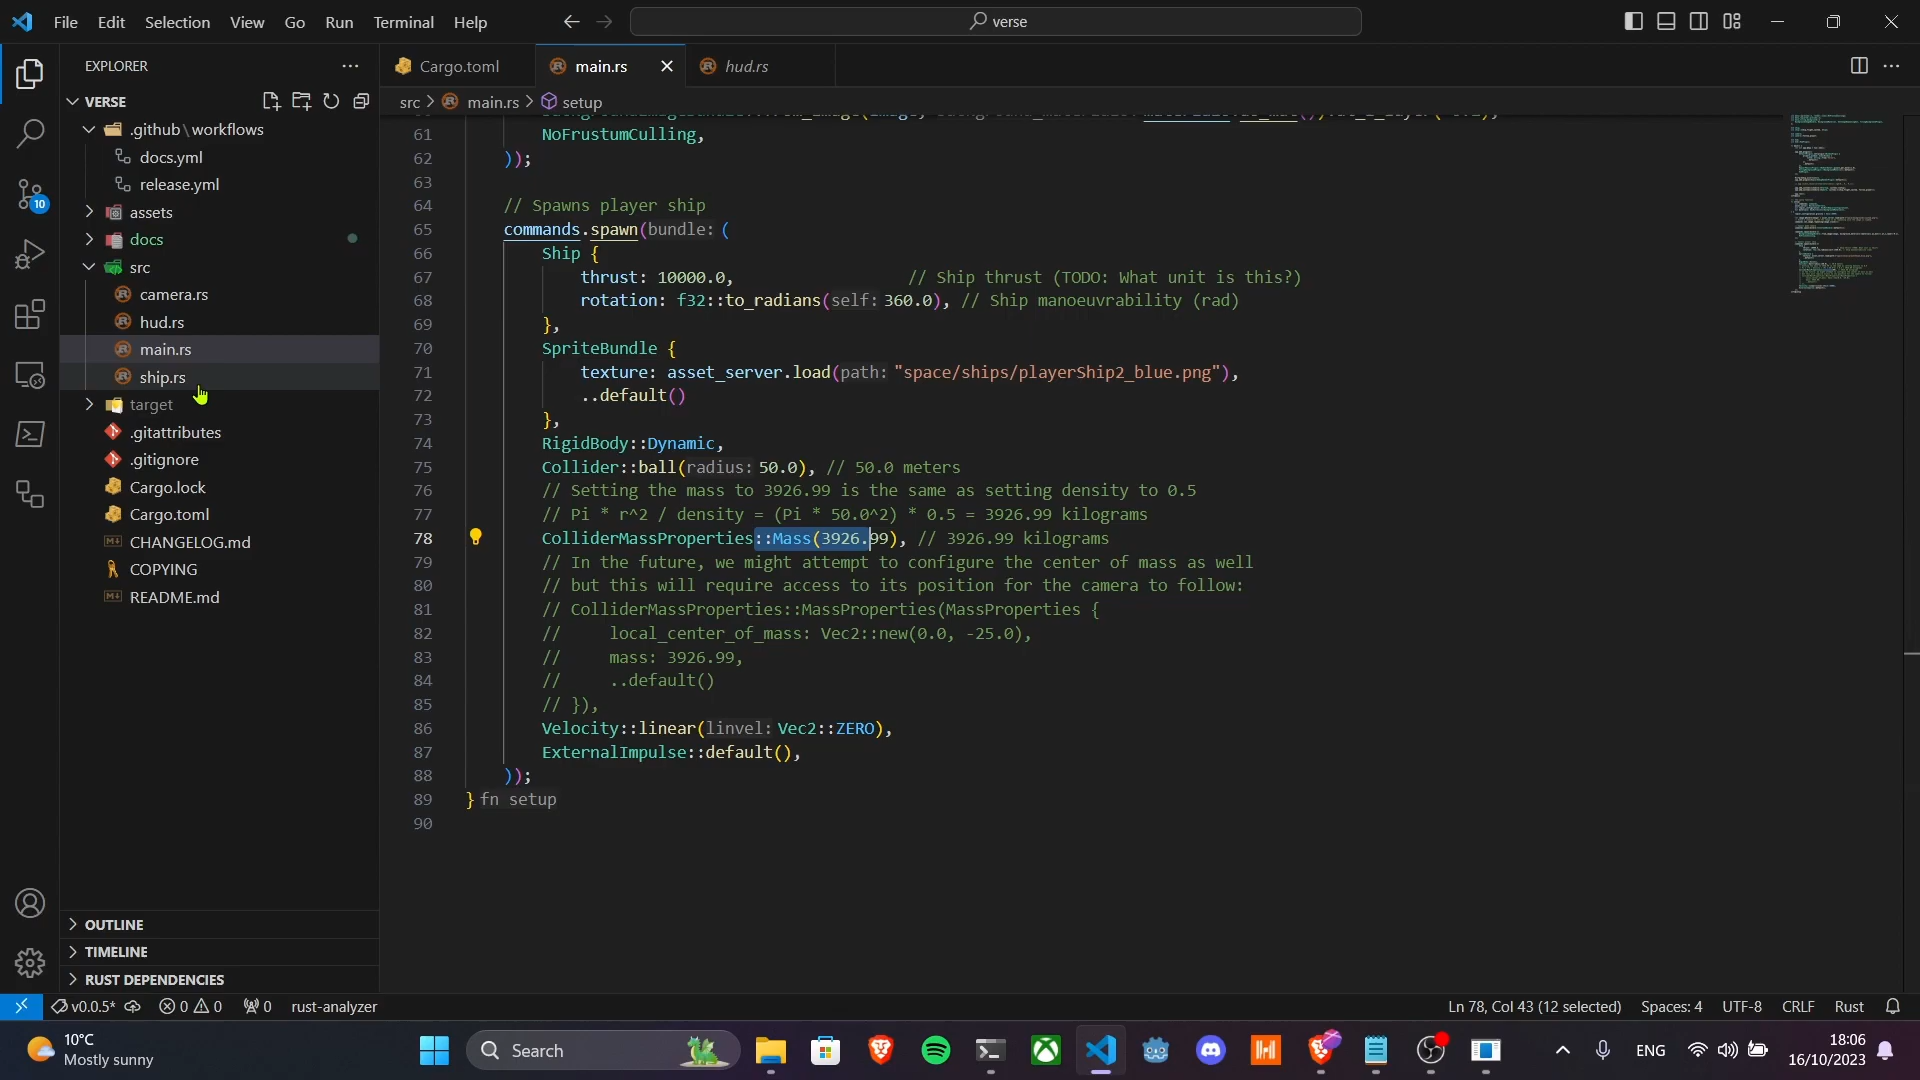 File Edit Selection View Go Run Terminal Help
verse
EXPLORER
VERSE
.github\workflows
docs.yml
release.yml
assets
docs
src
camera.rs
hud.rs
main.rs
ship.rs
target
.gitattributes
.gitignore
Cargo.lock
Cargo.toml
CHANGELOG.md
COPYING
README.md
OUTLINE
TIMELINE
RUST DEPENDENCIES
10
Cargo.toml
main.rs
hud.rs
src > main.rs > setup
61 NoFrustumCulling,
62 ));
63
64 // Spawns player ship
65 commands.spawn(bundle: (
66 Ship {
67 thrust: 10000.0, // Ship thrust (TODO: What unit is this?)
68 rotation: f32::to_radians(self: 360.0), // Ship manoeuvrability (rad)
69 },
70 SpriteBundle {
71 texture: asset_server.load(path: "space/ships/playerShip2_blue.png"),
72 ..default()
73 },
74 RigidBody::Dynamic,
75 Collider::ball(radius: 50.0), // 50.0 meters
76 // Setting the mass to 3926.99 is the same as setting density to 0.5
77 // Pi * r^2 / density = (Pi * 50.0^2) * 0.5 = 3926.99 kilograms
78 ColliderMassProperties::Mass(3926.99), // 3926.99 kilograms
79 // In the future, we might attempt to configure the center of mass as well
80 // but this will require access to its position for the camera to follow:
81 // ColliderMassProperties::MassProperties(MassProperties {
82 // local_center_of_mass: Vec2::new(0.0, -25.0),
83 // mass: 3926.99,
84 // ..default()
85 // }),
86 Velocity::linear(linvel: Vec2::ZERO),
87 ExternalImpulse::default(),
88 ));
89 } fn setup
90
v0.0.5* 0 0 0 rust-analyzer
Ln 78, Col 43 (12 selected) Spaces: 4 UTF-8 CRLF Rust
10°C
Mostly sunny
Search
ENG
18:06
16/10/2023